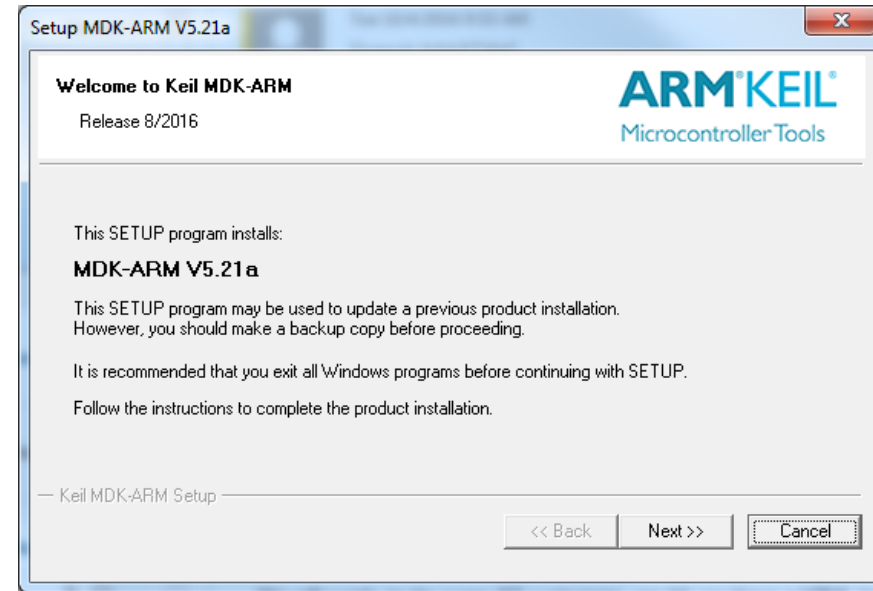 Setup MDK-ARM V5.21a
x
Welcome to Keil MDK-ARM
Release 8/2016
ARM®KEIL®
Microcontroller Tools
This SETUP program installs:
MDK-ARM V5.21a
This SETUP program may be used to update a previous product installation.
However, you should make a backup copy before proceeding.
It is recommended that you exit all Windows programs before continuing with SETUP.
Follow the instructions to complete the product installation.
Keil MDK-ARM Setup
<< Back Next >> Cancel